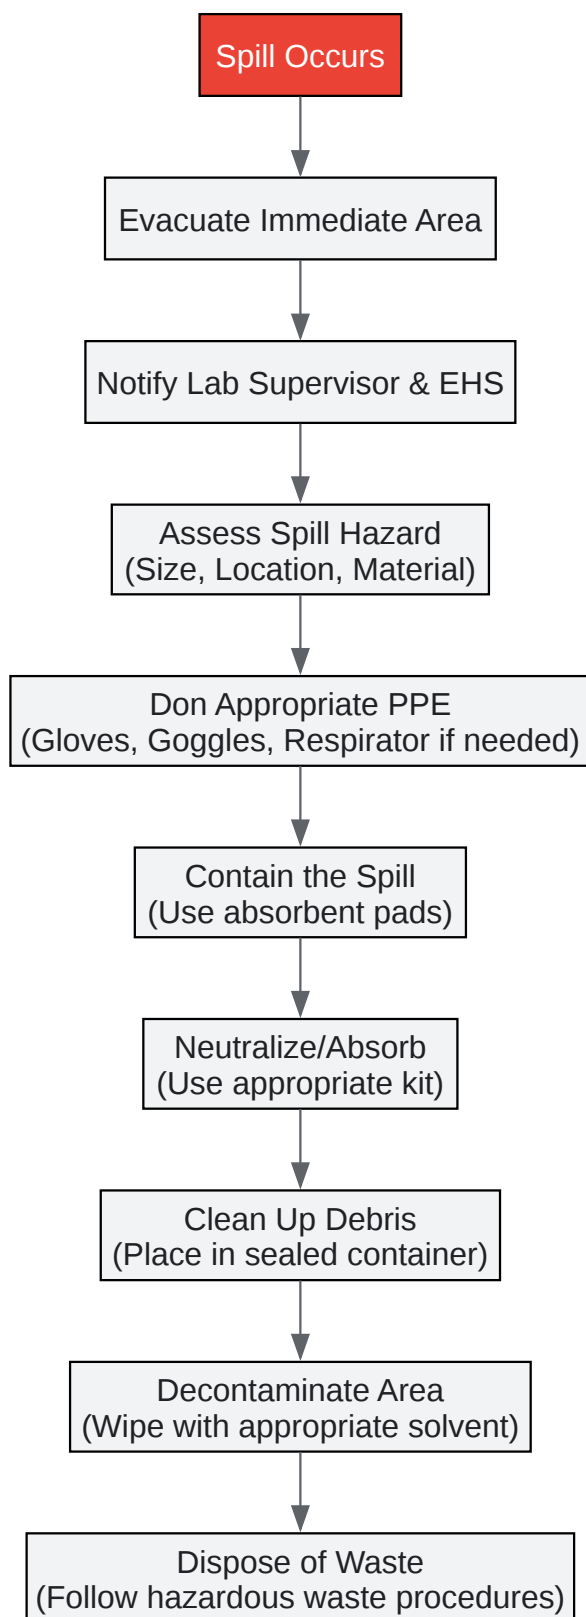 Spill Occurs
Evacuate Immediate Area
Notify Lab Supervisor & EHS
Assess Spill Hazard
(Size, Location, Material)
Don Appropriate PPE
(Gloves, Goggles, Respirator if needed)
Contain the Spill
(Use absorbent pads)
Neutralize/Absorb
(Use appropriate kit)
Clean Up Debris
(Place in sealed container)
Decontaminate Area
(Wipe with appropriate solvent)
Dispose of Waste
(Follow hazardous waste procedures)